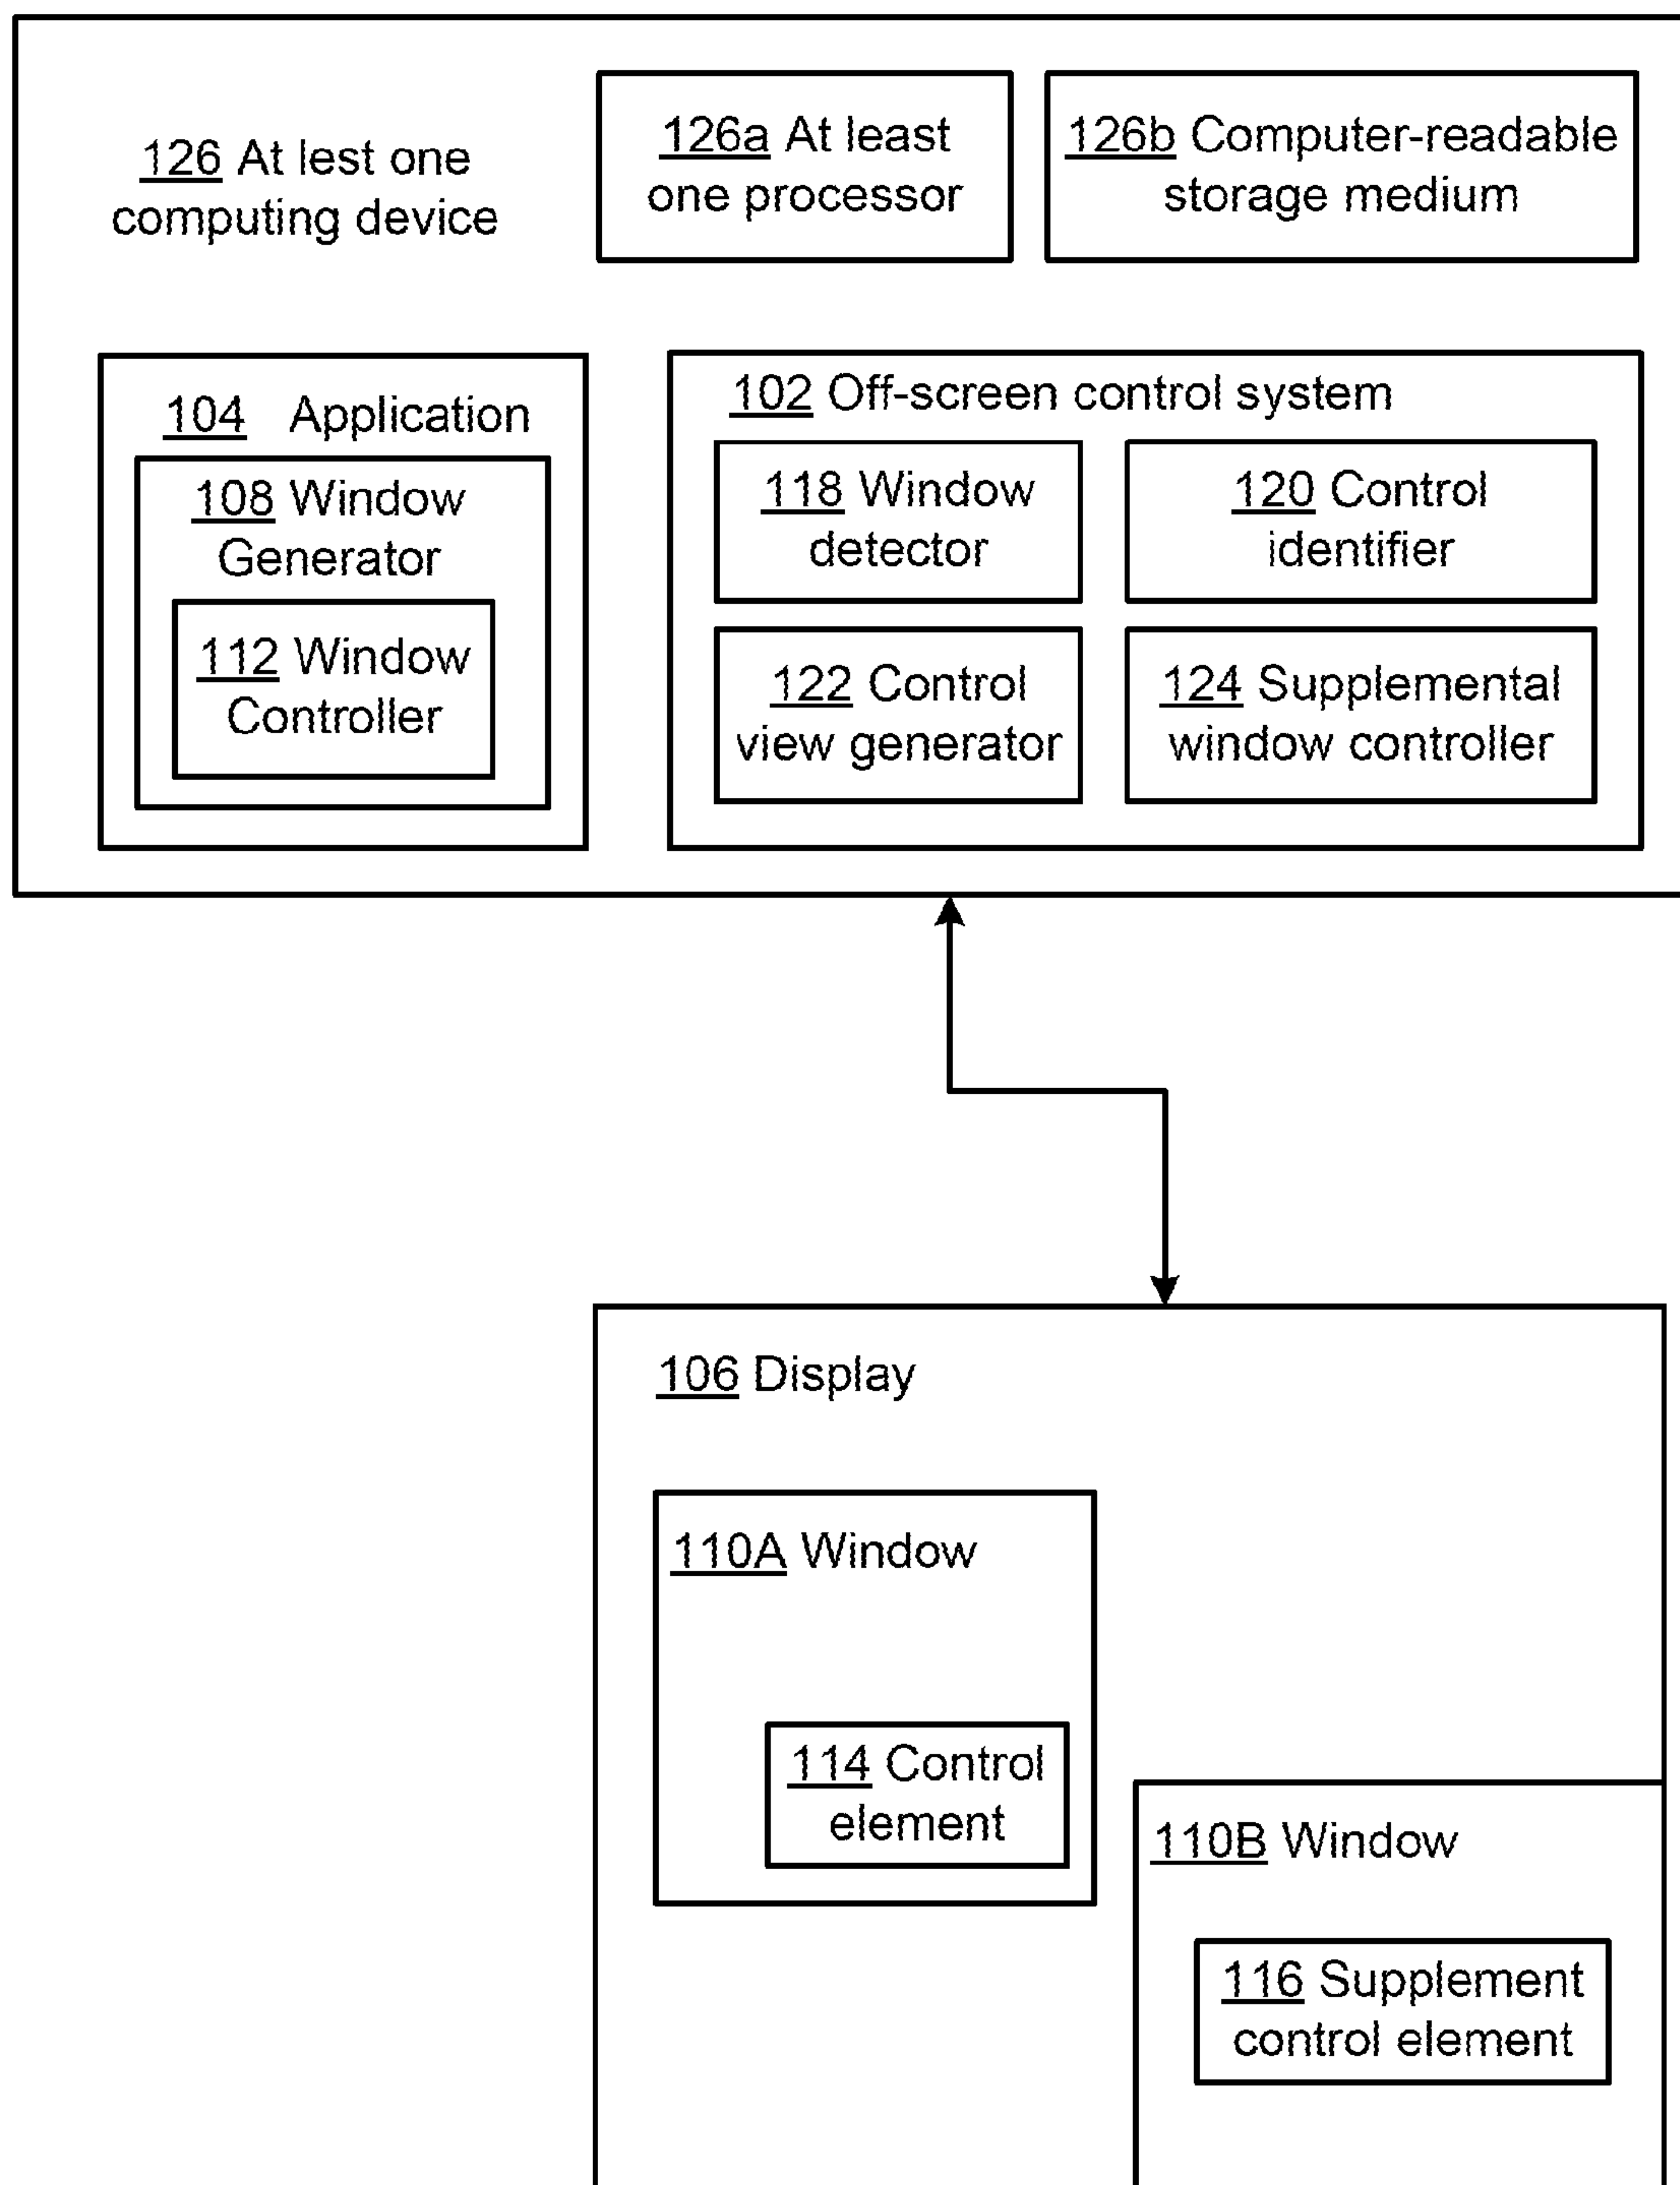 126 At lest one
computing device
126a At least
one processor
126b Computer-readable
storage medium
104 Application
108 Window
Generator
112 Window
Controller
102 Off-screen control system
118 Window
detector
120 Control
identifier
122 Control
view generator
124 Supplemental
window controller
106 Display
110A Window
114 Control
element
110B Window
116 Supplement
control element